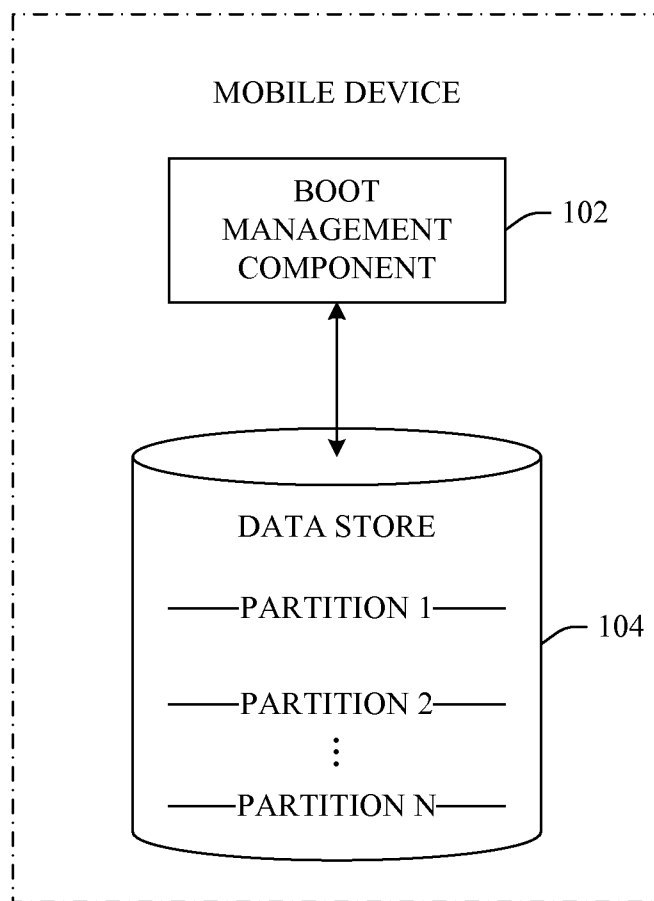 MOBILE DEVICE
BOOT
MANAGEMENT
COMPONENT
102
DATA STORE
PARTITION 1
104
PARTITION 2
PARTITION N